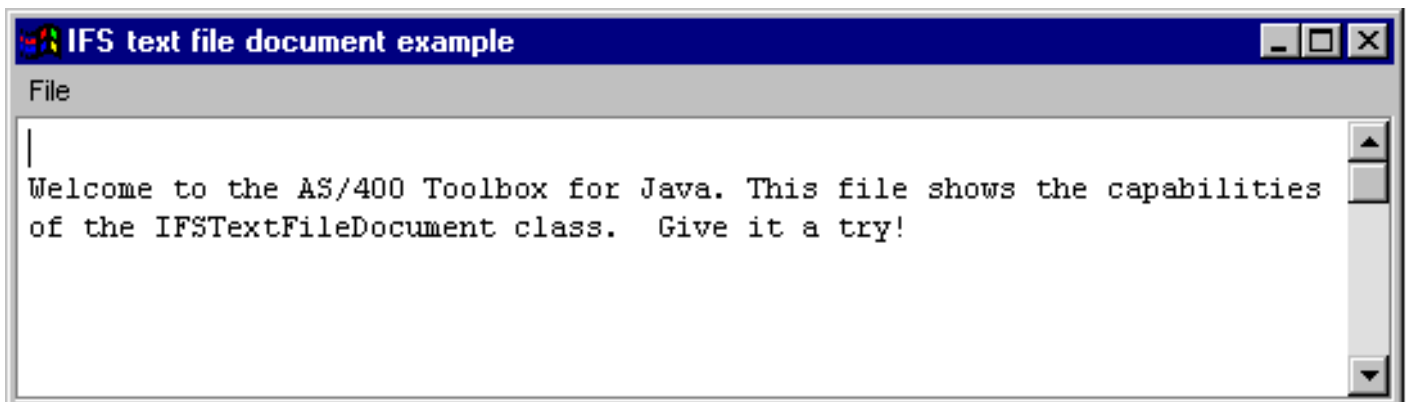 IFS text file document example
File
Welcome to the AS/400 Toolbox for Java. This file shows the capabilities
of the IFSTextFileDocument class.  Give it a try!